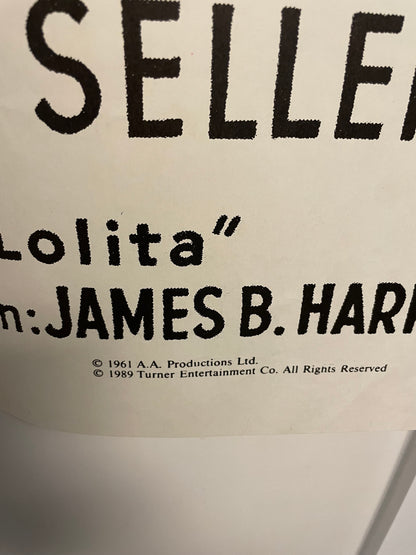 SELLE
Lolita"
n: JAMES B. HAR
© 1961 A.A. Productions Ltd.
© 1989 Turner Entertainment Co. All Rights Reserved